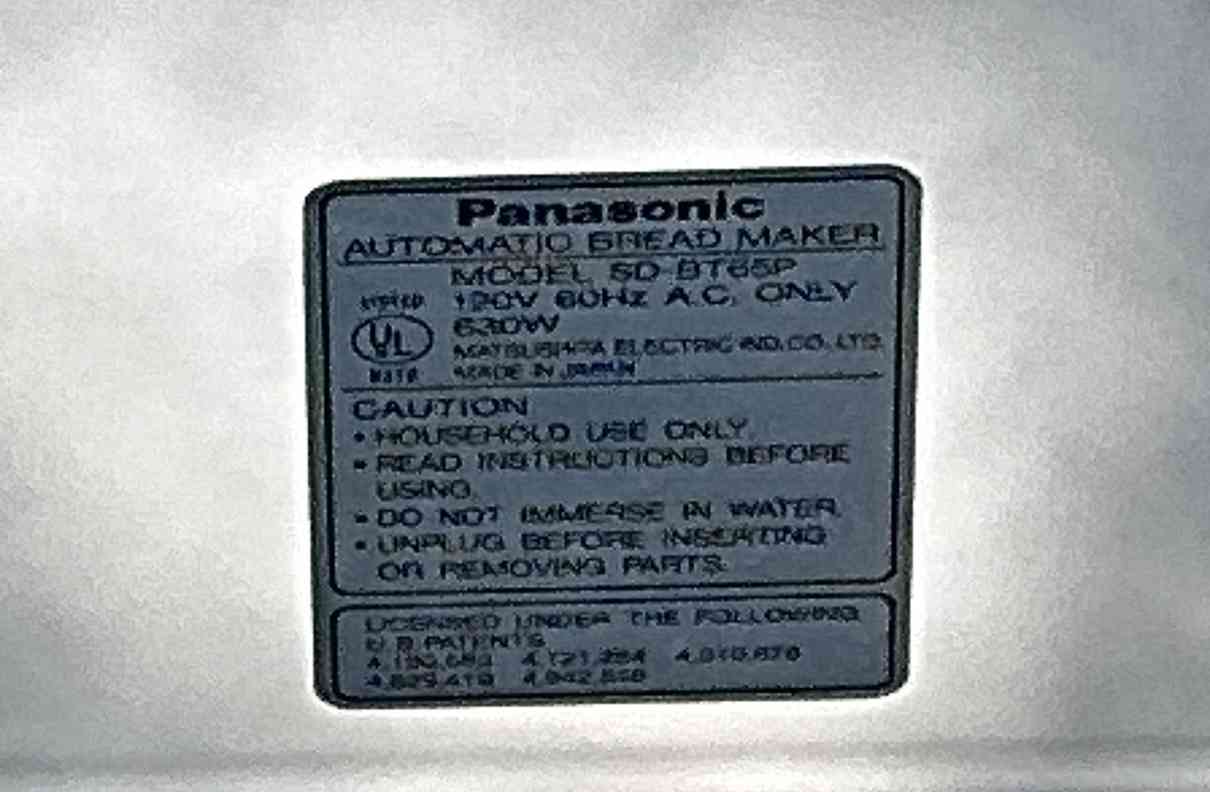 Panasonic
AUTOMATIC BREAD MAKER
MODEL SD-BT65P
LISTED 120V 60Hz A.C. ONLY
UL 630W
MATSUSHITA ELECTRIC IND. CO., LTD.
MADE IN JAPAN
CAUTION
• HOUSEHOLD USE ONLY.
• READ INSTRUCTIONS BEFORE
USING.
• DO NOT IMMERSE IN WATER.
• UNPLUG BEFORE INSERTING
OR REMOVING PARTS.
LICENSED UNDER THE FOLLOWING
U.S. PATENTS